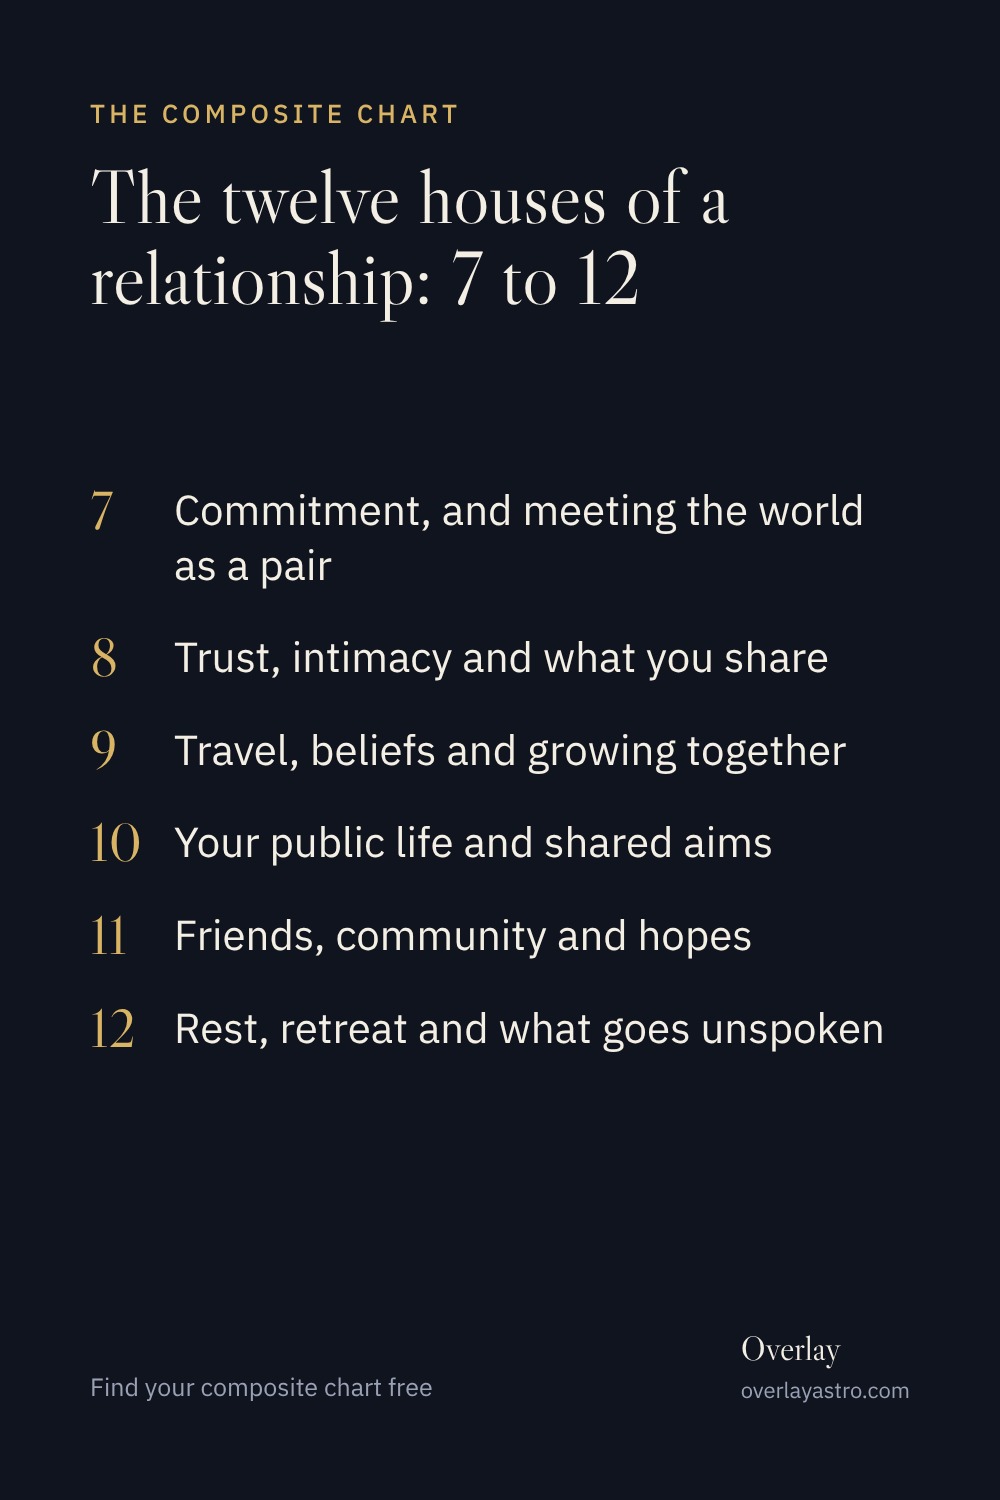 THE COMPOSITE CHART
The twelve houses of a
relationship: 7 to 12
7 Commitment, and meeting the world
as a pair
8 Trust, intimacy and what you share
9 Travel, beliefs and growing together
10 Your public life and shared aims
11 Friends, community and hopes
12 Rest, retreat and what goes unspoken
Overlay
Find your composite chart free
overlayastro.com